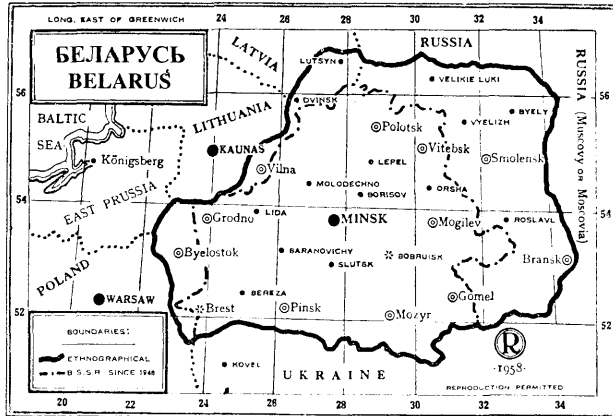 LONG. EAST OF GREENWICH
22 24 26 28 30 32 34
БЕЛАРУСЬ
BELARUŚ
LATVIA
RUSSIA
LUTSYN
VELIKIE LUKI
56
DVINSK
BYELY
56
BALTIC
SEA
LITHUANIA
Polotsk
VYELIZH
KAUNAS
Vitebsk
Königsberg
Vilna
LEPEL
Smolensk
RUSSIA (Muscovy or Moscovia)
EAST PRUSSIA
MOLODECHNO
BORISOV
ORSHA
54
54
Grodno
LIDA
MINSK
Mogilev
ROSLAVL
POLAND
Byelostok
BARANOVICHY
SLUTSK
BOBRUISK
Bransk
WARSAW
BEREZA
Gomel
Brest
Pinsk
Mozyr
52
52
BOUNDARIES:
ETHNOGRAPHICAL
B.S.S.R. SINCE 1946
KOVEL
UKRAINE
R
·1958·
REPRODUCTION PERMITTED
20 22 24 26 28 30 32 34